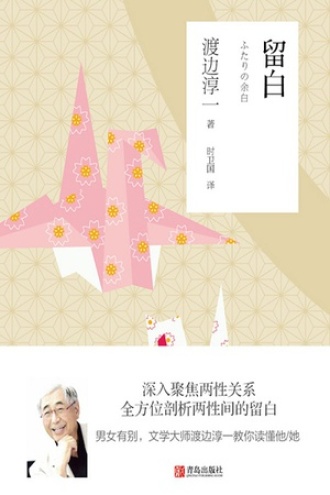 留白
ふたりの余白
渡边淳一
著
时卫国
译
深入聚焦两性关系
全方位剖析两性间的留白
男女有别，文学大师渡边淳一教你读懂他/她
青岛出版社